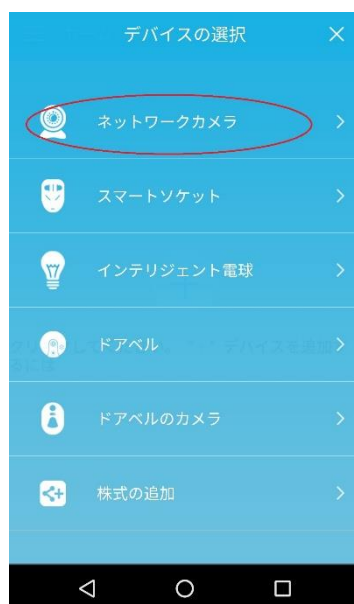 デバイスの選択
ネットワークカメラ
スマートソケット
インテリジェント電球
ドアベル
ドアベルのカメラ
株式の追加